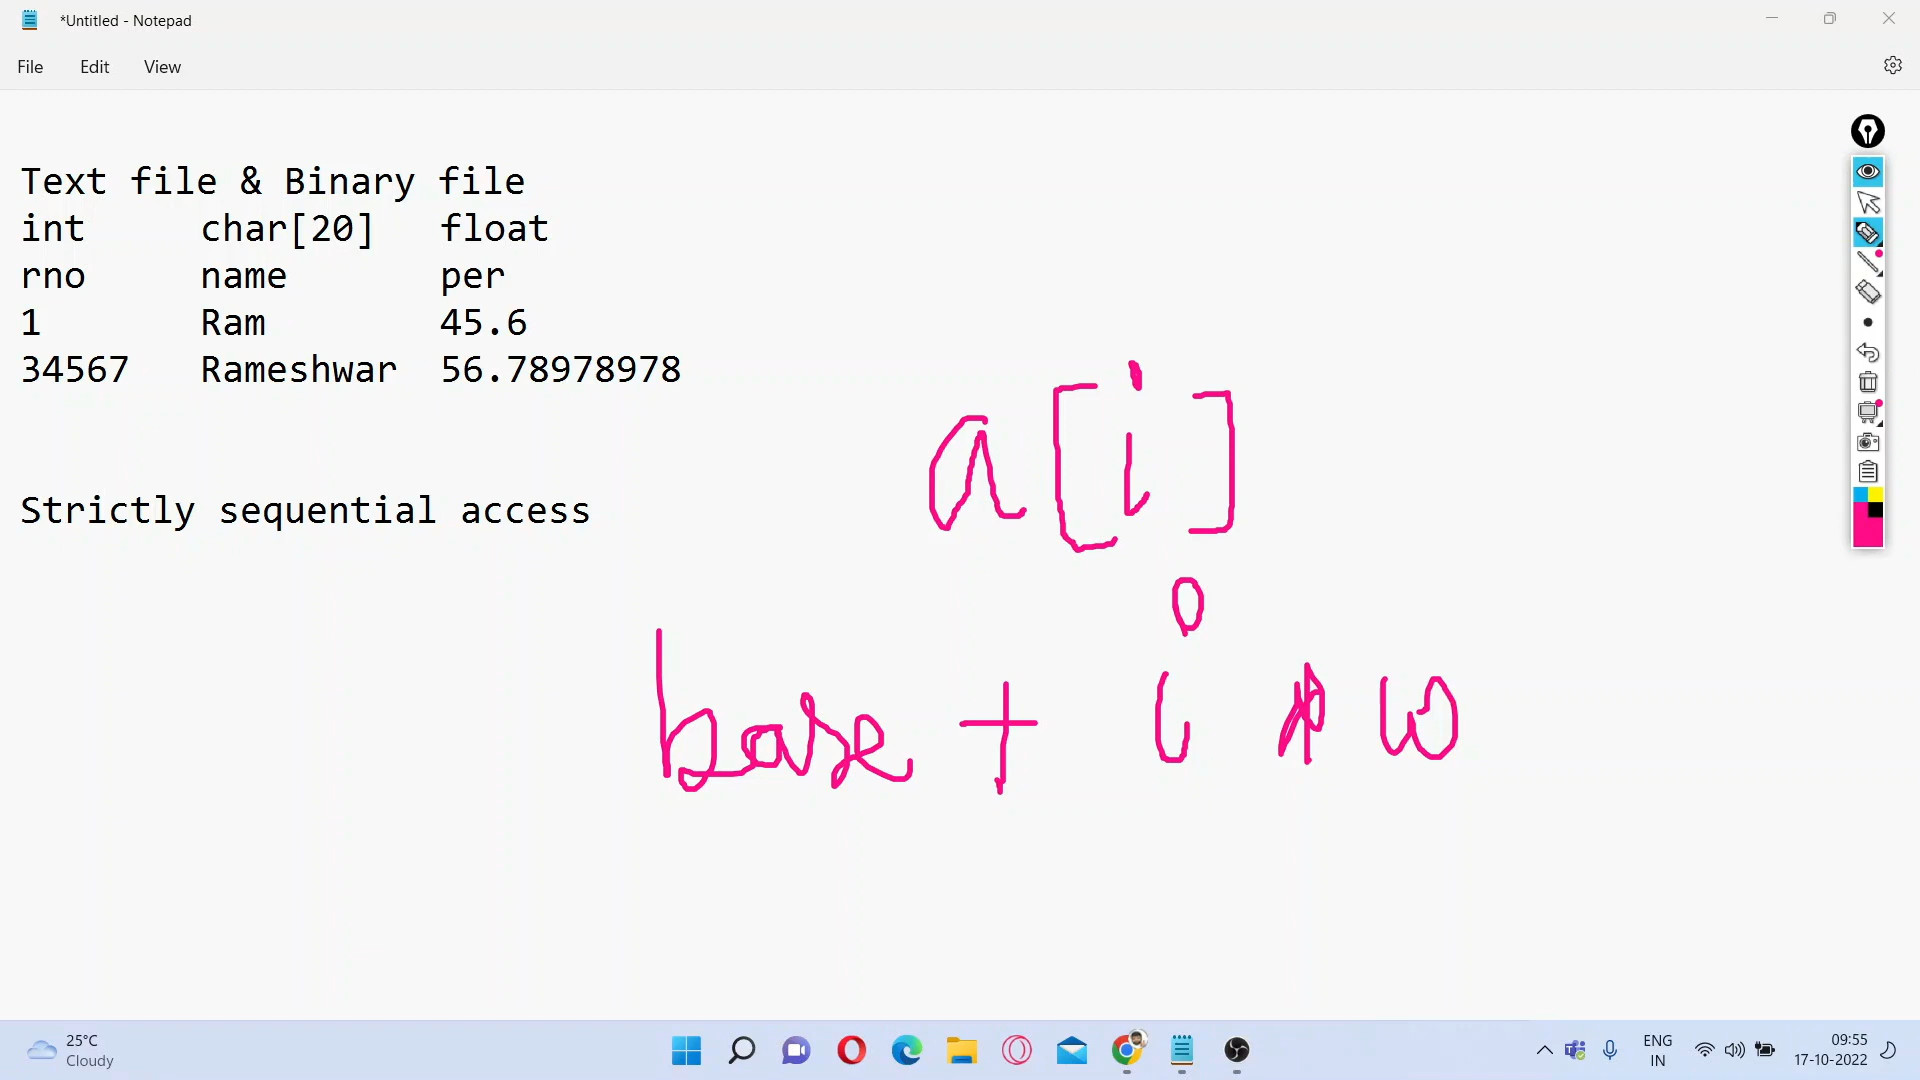 *Untitled - Notepad
File Edit View
Text file & Binary file
int char[20] float
rno name per
1 Ram 45.6
34567 Rameshwar 56.78978978
a[i]
Strictly sequential access
base + i * w
25°C
Cloudy
ENG
IN
09:55
17-10-2022